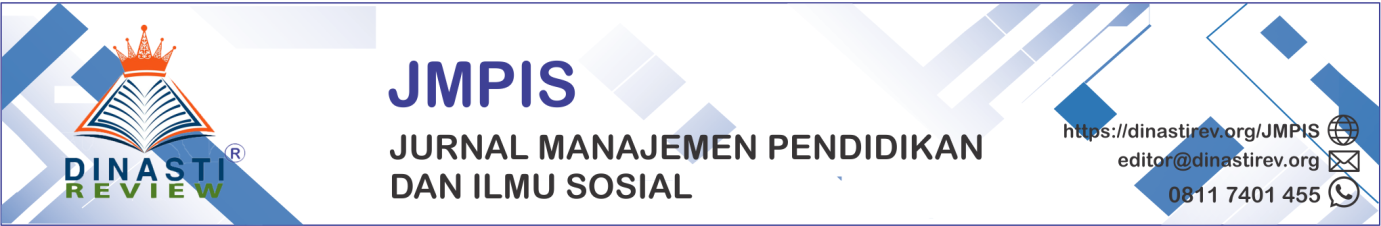 DINASTI ®
REVIEW
JMPIS
JURNAL MANAJEMEN PENDIDIKAN
DAN ILMU SOSIAL
https://dinastirev.org/JMPIS
editor@dinastirev.org
0811 7401 455